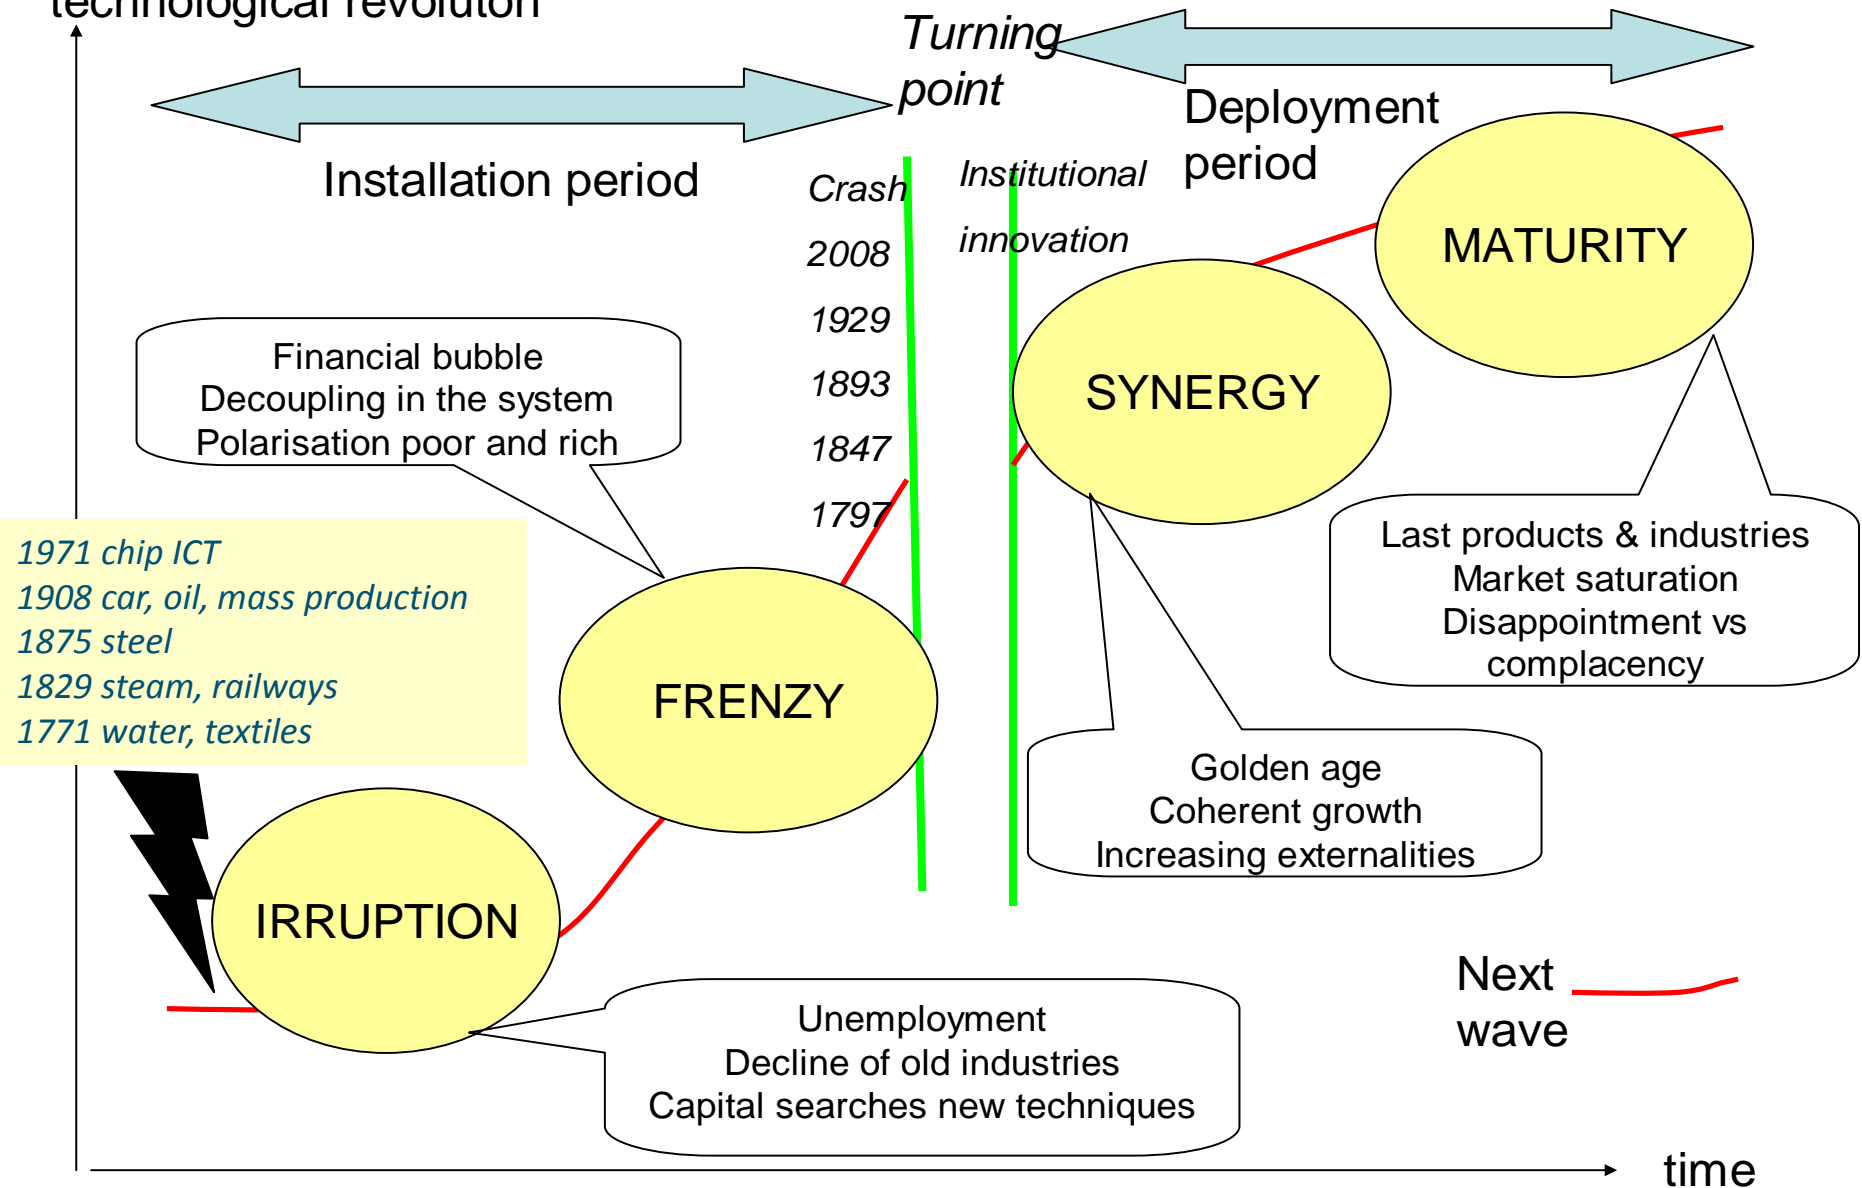 technological revoluton
Turning
point
Deployment
period
Installation period
Crash
2008
1929
1893
1847
1797
Institutional
innovation
MATURITY
SYNERGY
Financial bubble
Decoupling in the system
Polarisation poor and rich
1971 chip ICT
1908 car, oil, mass production
1875 steel
1829 steam, railways
1771 water, textiles
Last products & industries
Market saturation
Disappointment vs
complacency
FRENZY
Golden age
Coherent growth
Increasing externalities
IRRUPTION
Unemployment
Decline of old industries
Capital searches new techniques
Next
wave
time